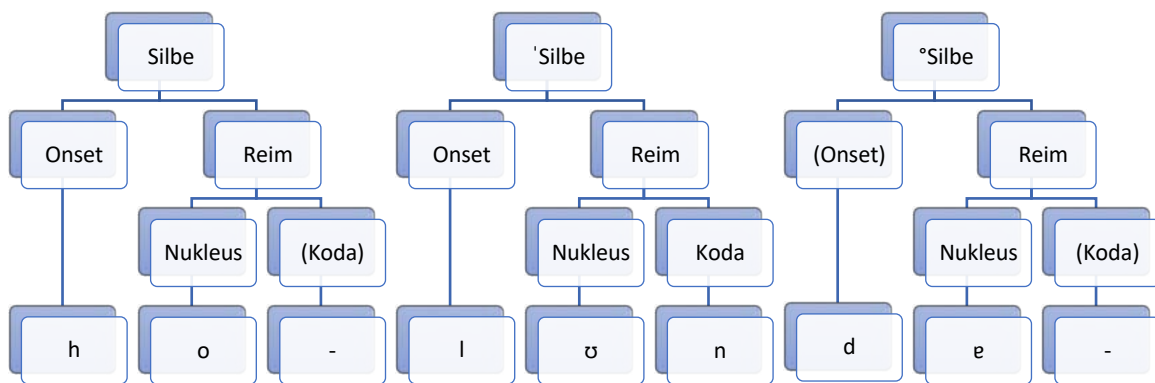 Silbe ˈSilbe °Silbe
Onset Reim Onset Reim (Onset) Reim
Nukleus (Koda) Nukleus Koda Nukleus (Koda)
h o - l ʊ n d ɐ -